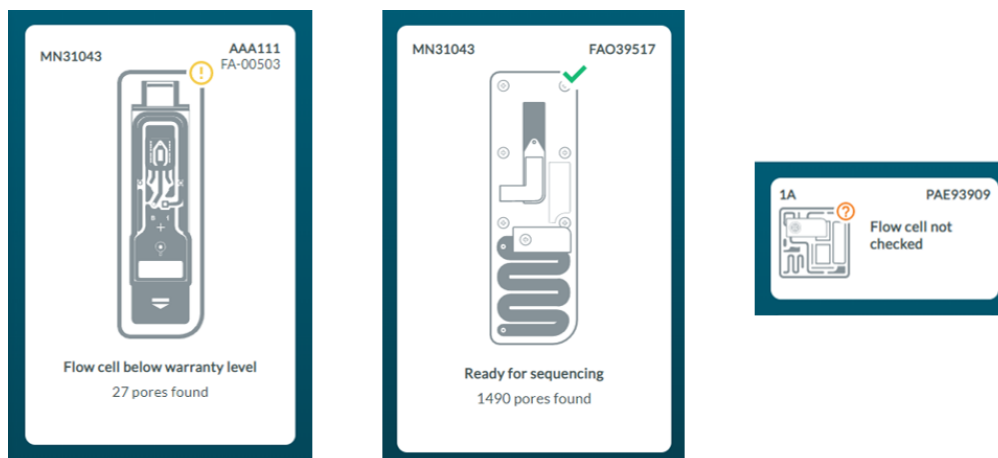 MN31043
AAA111
FA-00503
Flow cell below warranty level
27 pores found
MN31043
FAO39517
Ready for sequencing
1490 pores found
1A
PAE93909
Flow cell not
checked